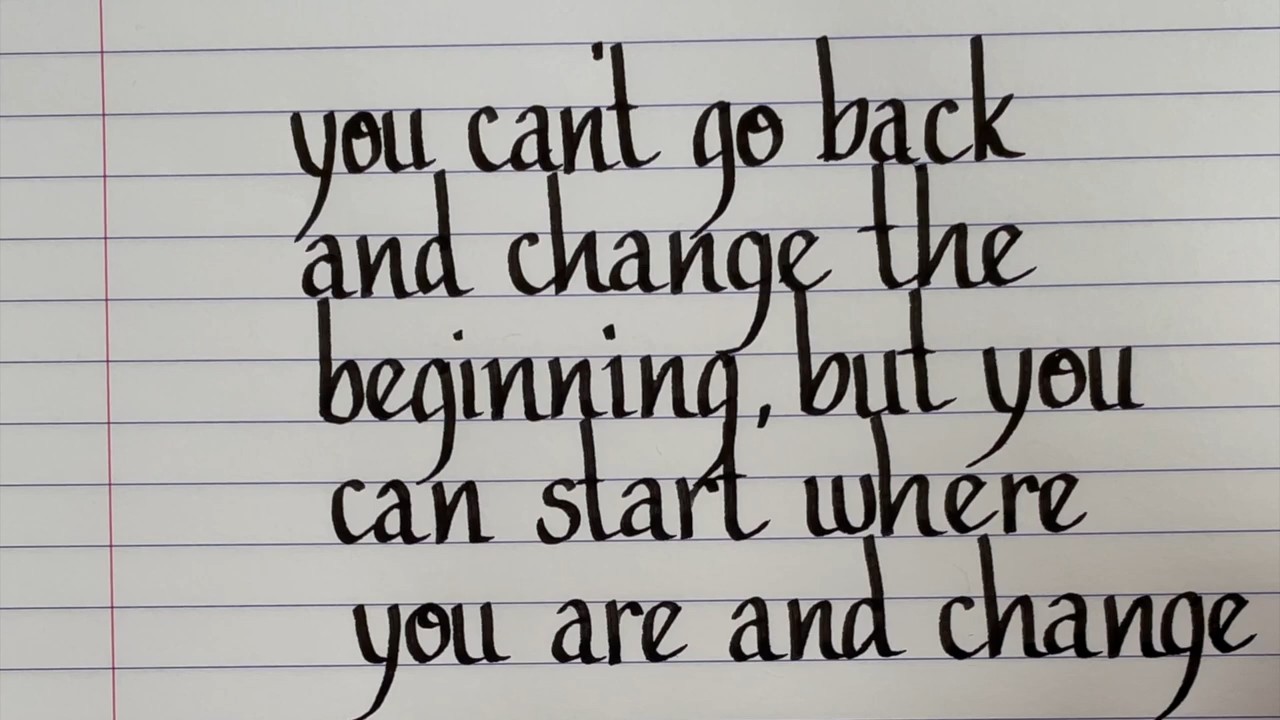 you can't go back
and change the
beginning, but you
can start where
you are and change